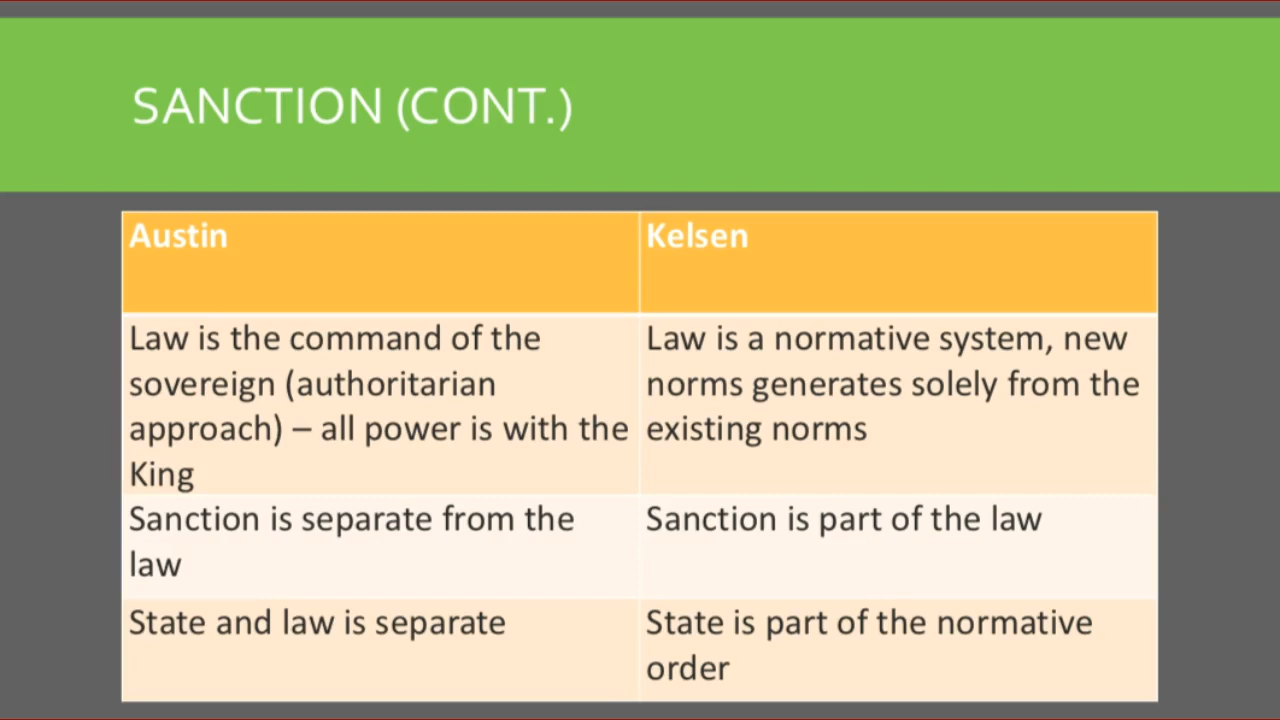 SANCTION (CONT.)
Austin
Kelsen
Law is the command of the
sovereign (authoritarian
approach) – all power is with the
King
Law is a normative system, new
norms generates solely from the
existing norms
Sanction is separate from the
law
Sanction is part of the law
State and law is separate
State is part of the normative
order